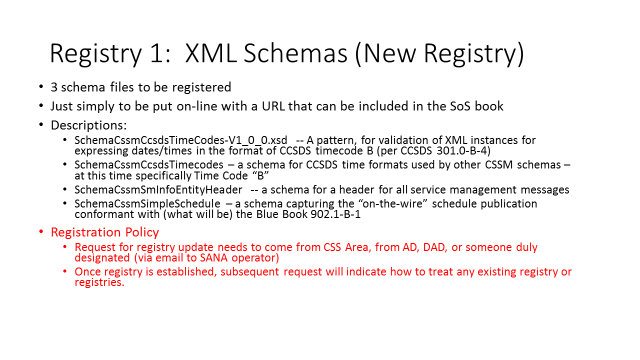 Registry 1:  XML Schemas (New Registry)
• 3 schema files to be registered
• Just simply to be put on-line with a URL that can be included in the SoS book
• Descriptions:
• SchemaCssmCcsdsTimeCodes-V1_0_0.xsd  -- A pattern, for validation of XML instances for
expressing dates/times in the format of CCSDS timecode B (per CCSDS 301.0-B-4)
• SchemaCssmCcsdsTimecodes – a schema for CCSDS time formats used by other CSSM schemas –
at this time specifically Time Code “B”
• SchemaCssmSmInfoEntityHeader  -- a schema for a header for all service management messages
• SchemaCssmSimpleSchedule  – a schema capturing the “on-the-wire” schedule publication
conformant with (what will be) the Blue Book 902.1-B-1
• Registration Policy
• Request for registry update needs to come from CSS Area, from AD, DAD, or someone duly
designated (via email to SANA operator)
• Once registry is established, subsequent request will indicate how to treat any existing registry or
registries.